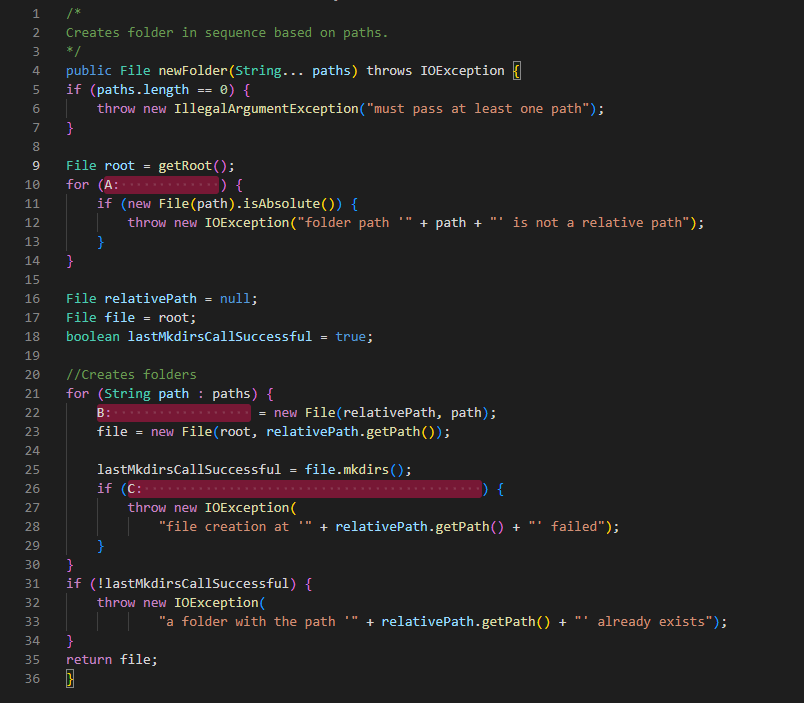 1 /*
2 Creates folder in sequence based on paths.
3 */
4 public File newFolder(String... paths) throws IOException {
5 if (paths.length == 0) {
6 throw new IllegalArgumentException("must pass at least one path");
7 }
8
9 File root = getRoot();
10 for (A: ) {
11 if (new File(path).isAbsolute()) {
12 throw new IOException("folder path '" + path + "' is not a relative path");
13 }
14 }
15
16 File relativePath = null;
17 File file = root;
18 boolean lastMkdirsCallSuccessful = true;
19
20 //Creates folders
21 for (String path : paths) {
22 B: = new File(relativePath, path);
23 file = new File(root, relativePath.getPath());
24
25 lastMkdirsCallSuccessful = file.mkdirs();
26 if (C: ) {
27 throw new IOException(
28 "file creation at '" + relativePath.getPath() + "' failed");
29 }
30 }
31 if (!lastMkdirsCallSuccessful) {
32 throw new IOException(
33 "a folder with the path '" + relativePath.getPath() + "' already exists");
34 }
35 return file;
36 }